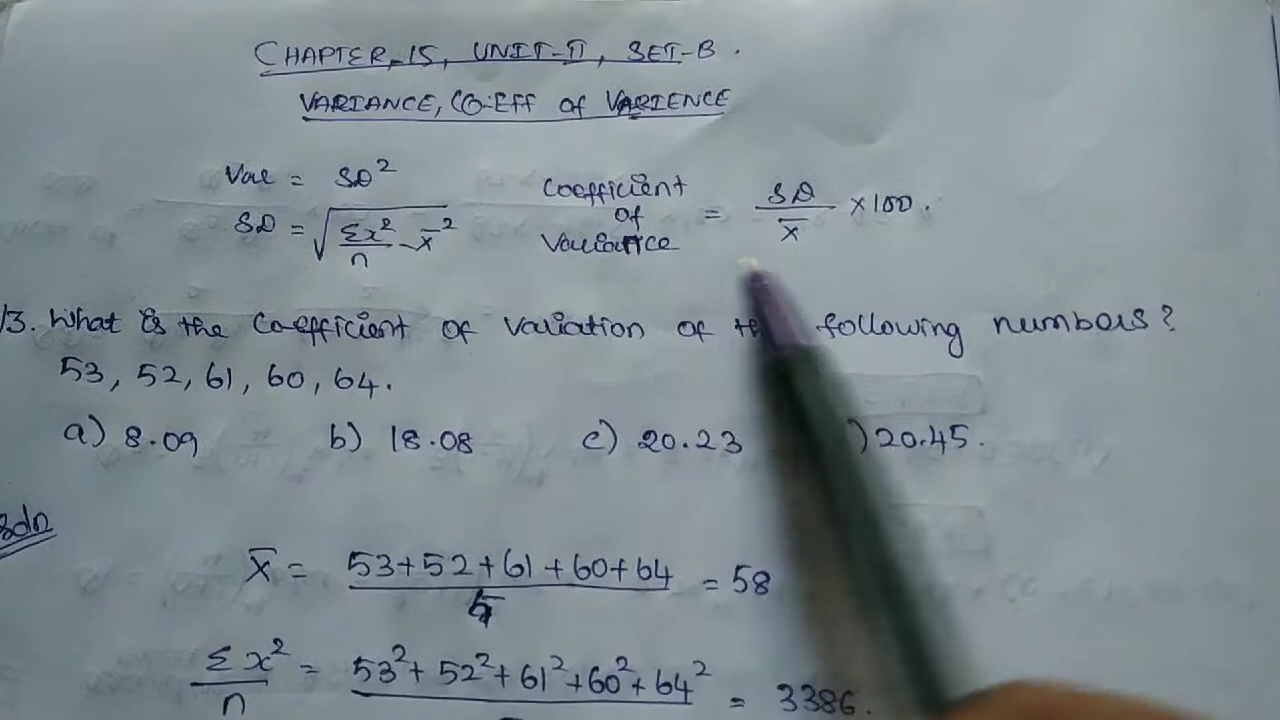 CHAPTER-15, UNIT-II, SET-B.
VARIANCE, CO-EFF of VARIENCE
Var = SD²
SD = √(Σx²/n - x̄²)
Coefficient of Variance = SD/x̄ ×100.
13. What is the Co-efficient of Variation of following numbers?
53, 52, 61, 60, 64.
a) 8.09 b) 18.08 c) 20.23 ) 20.45.
Soln
x̄ = 53+52+61+60+64/5 = 58
Σx²/n = 53²+52²+61²+60²+64² = 3386.